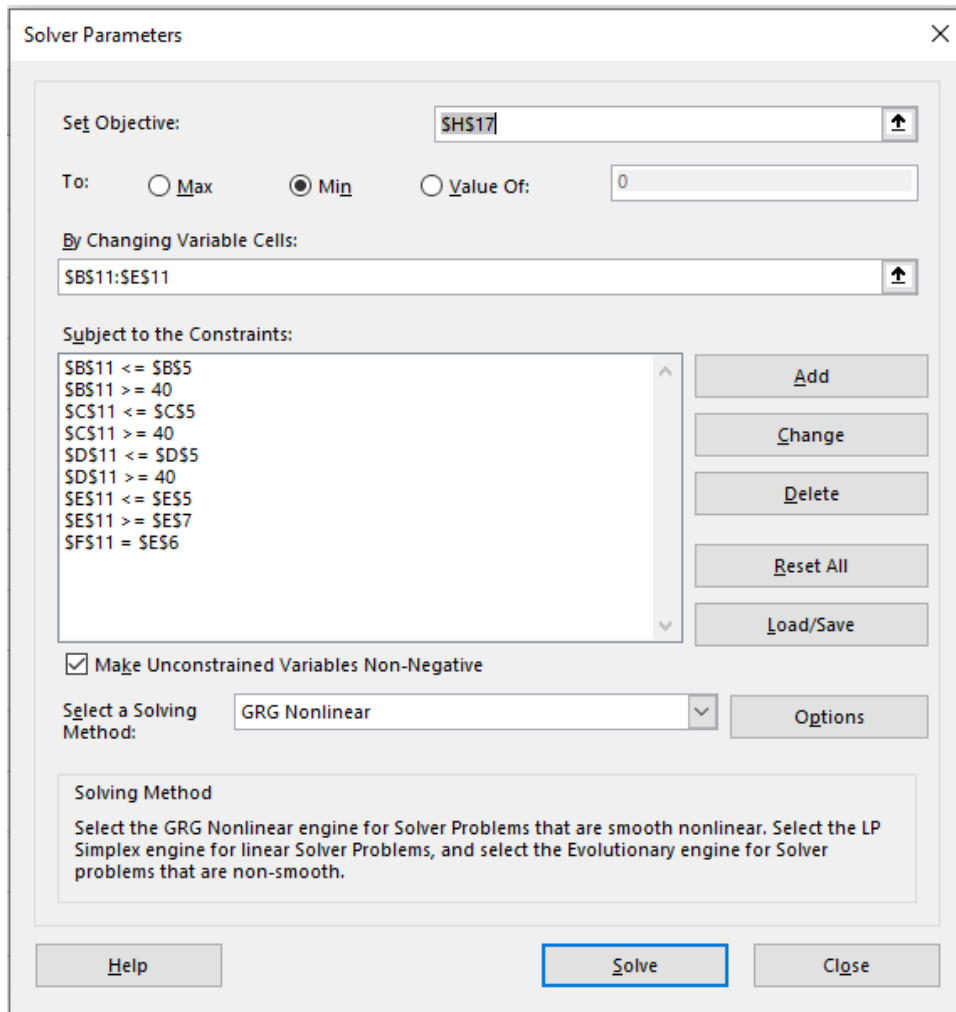 Solver Parameters
Set Objective:
$H$17
To:
Max
Min
Value Of:
0
By Changing Variable Cells:
$B$11:$E$11
Subject to the Constraints:
$B$11 <= $B$5
$B$11 >= 40
$C$11 <= $C$5
$C$11 >= 40
$D$11 <= $D$5
$D$11 >= 40
$E$11 <= $E$5
$E$11 >= $E$7
$F$11 = $E$6
Add
Change
Delete
Reset All
Load/Save
Make Unconstrained Variables Non-Negative
Select a Solving
Method:
GRG Nonlinear
Options
Solving Method
Select the GRG Nonlinear engine for Solver Problems that are smooth nonlinear. Select the LP
Simplex engine for linear Solver Problems, and select the Evolutionary engine for Solver
problems that are non-smooth.
Help
Solve
Close